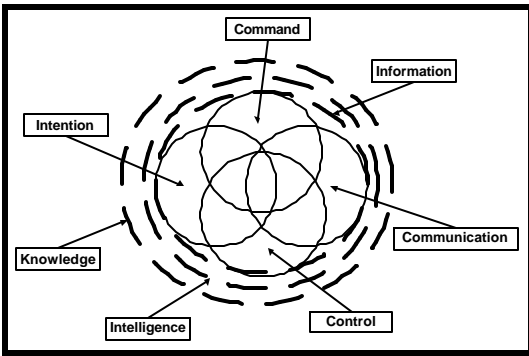 Command
Information
Intention
Communication
Knowledge
Control
Intelligence